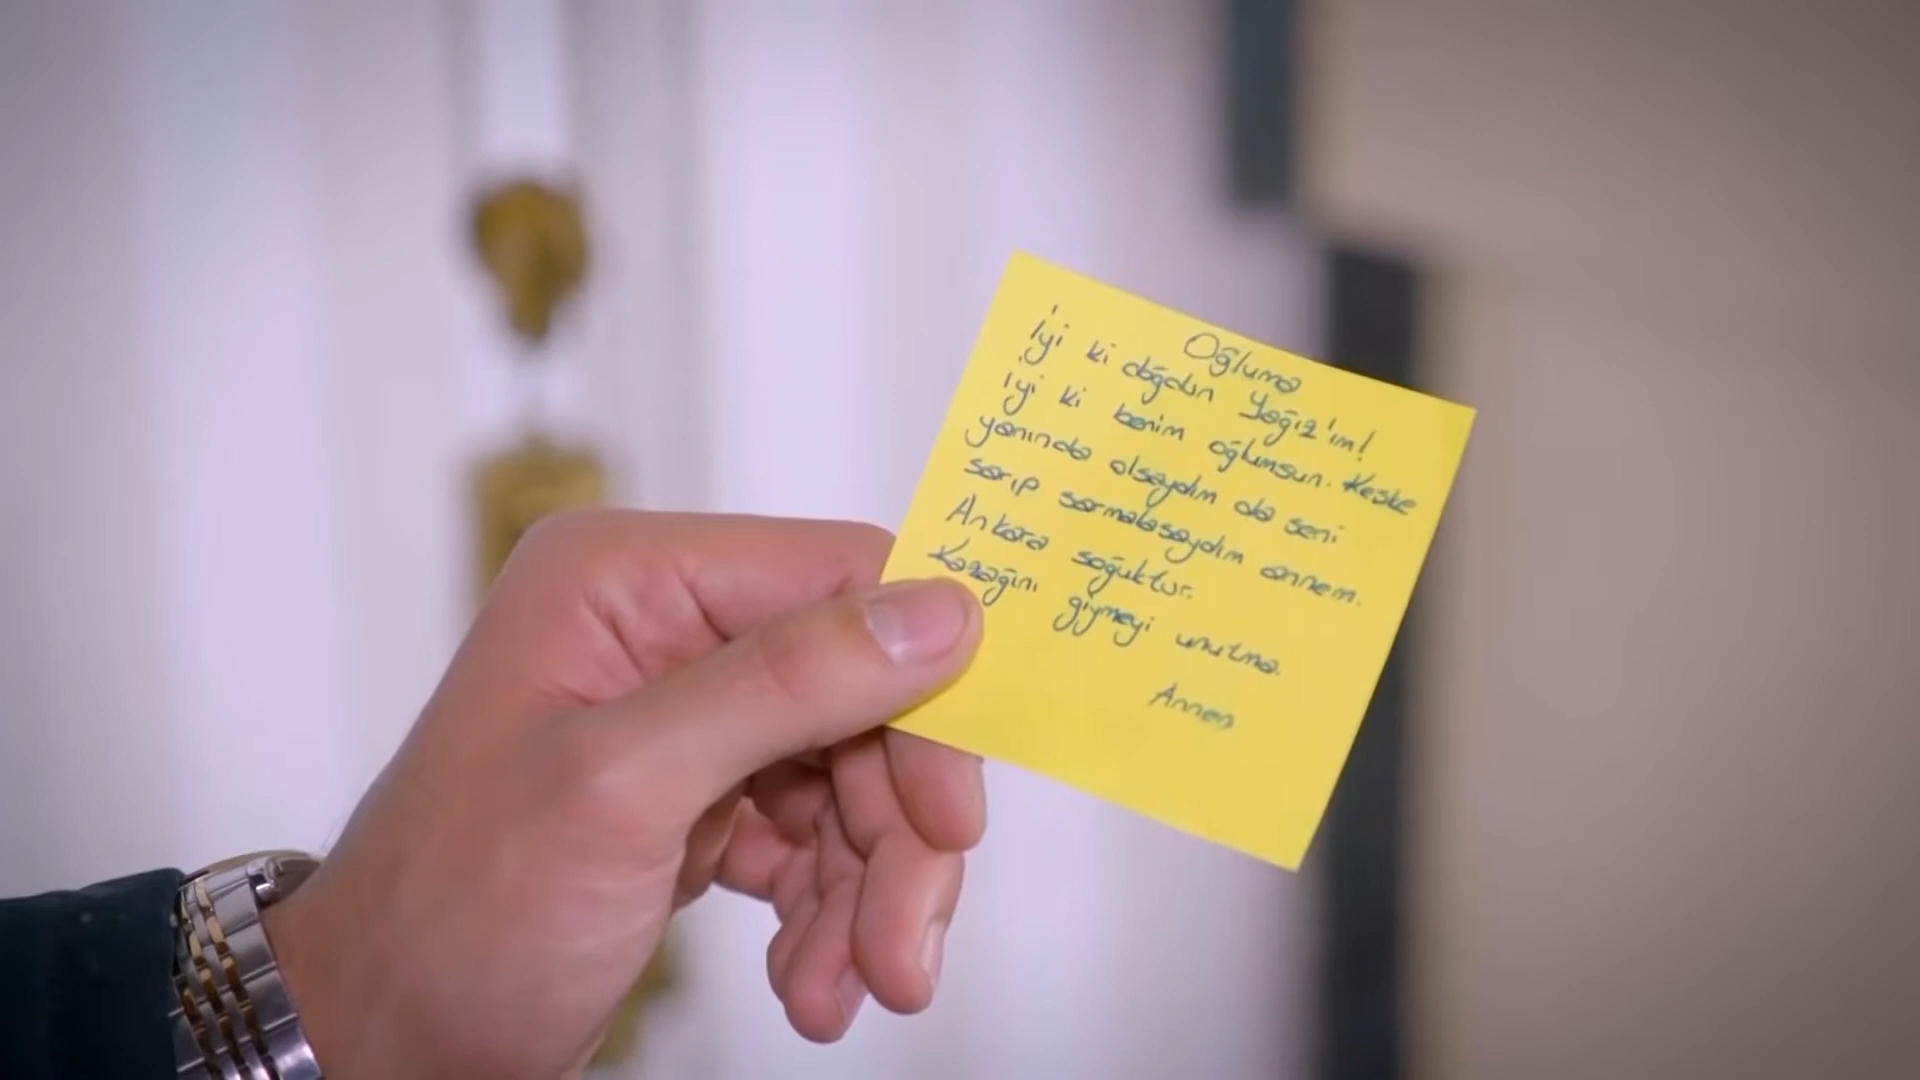 Oğluma
İyi ki doğdun Yağız'ım!
İyi ki benim oğlumsun. Keşke
yanında olsaydım da seni
sarıp sarmalasaydım annem.
Ankara soğuktur.
Kazağını giymeyi unutma.
Annen